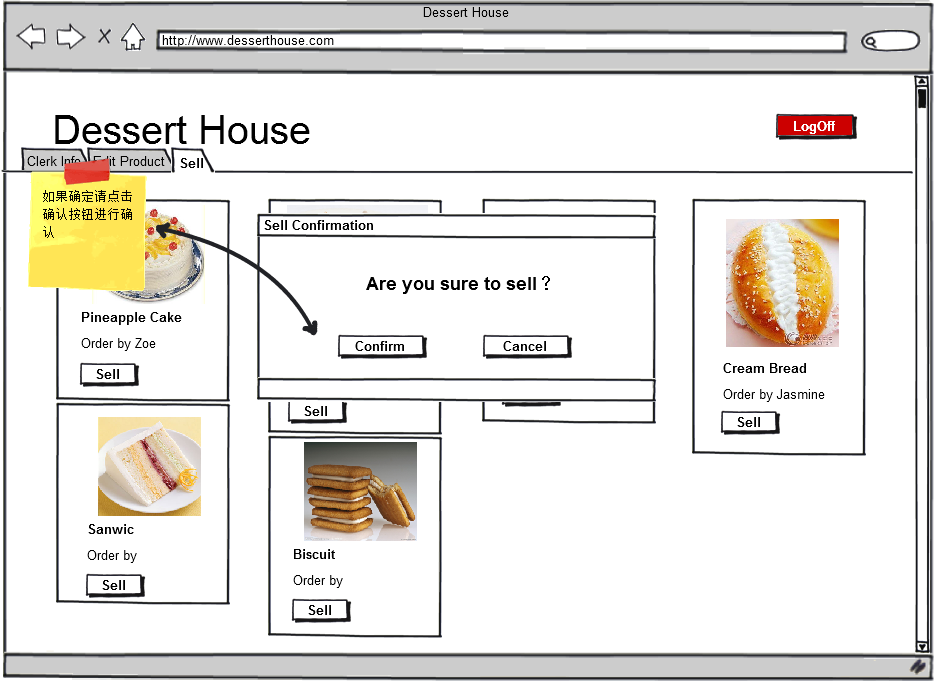 Dessert House
http://www.desserthouse.com
Dessert House
LogOff
Clerk Info
Edit Product
Sell
如果确定请点击
确认按钮进行确
认
Sell Confirmation
Are you sure to sell？
Confirm
Cancel
Pineapple Cake
Order by Zoe
Sell
Sell
Cream Bread
Order by Jasmine
Sell
Sanwic
Order by
Sell
Biscuit
Order by
Sell